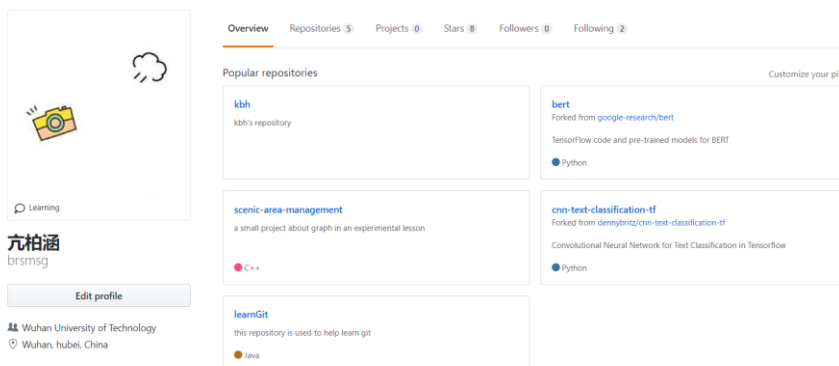 Overview Repositories 5 Projects 0 Stars 8 Followers 0 Following 2
Popular repositories
Customize your pi
kbh
kbh's repository
bert
Forked from google-research/bert
TensorFlow code and pre-trained models for BERT
Python
Learning
scenic-area-management
a small project about graph in an experimental lesson
C++
cnn-text-classification-tf
Forked from dennybritz/cnn-text-classification-tf
Convolutional Neural Network for Text Classification in Tensorflow
Python
亢柏涵
brsmsg
Edit profile
Wuhan University of Technology
Wuhan, hubei, China
learnGit
this repository is used to help learn git
Java